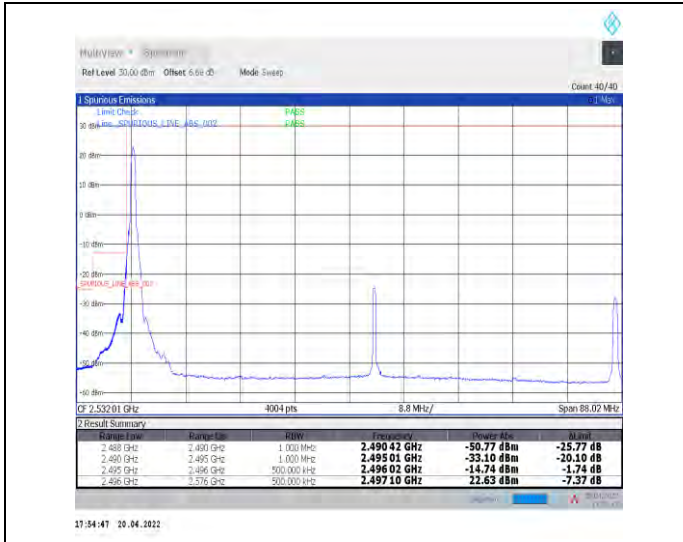 MultiView Spectrum
Ref Level 30.00 dBm Offset 6.68 dB Mode Sweep
Count 40/40
1 Spurious Emissions 1 Max
Limit Check PASS
Line _SPURIOUS_LINE_ABS_002 PASS
30 dBm
20 dBm
10 dBm
0 dBm
-10 dBm
-20 dBm
_SPURIOUS_LINE_ABS_002
-30 dBm
-40 dBm
-50 dBm
-60 dBm
CF 2.53201 GHz 4004 pts 8.8 MHz/ Span 88.02 MHz
2 Result Summary
Range Low Range Up RBW Frequency Power Abs ΔLimit
2.488 GHz 2.490 GHz 1.000 MHz 2.490 42 GHz -50.77 dBm -25.77 dB
2.490 GHz 2.495 GHz 1.000 MHz 2.495 01 GHz -33.10 dBm -20.10 dB
2.495 GHz 2.496 GHz 500.000 kHz 2.496 02 GHz -14.74 dBm -1.74 dB
2.496 GHz 2.576 GHz 500.000 kHz 2.497 10 GHz 22.63 dBm -7.37 dB
17:54:47 20.04.2022